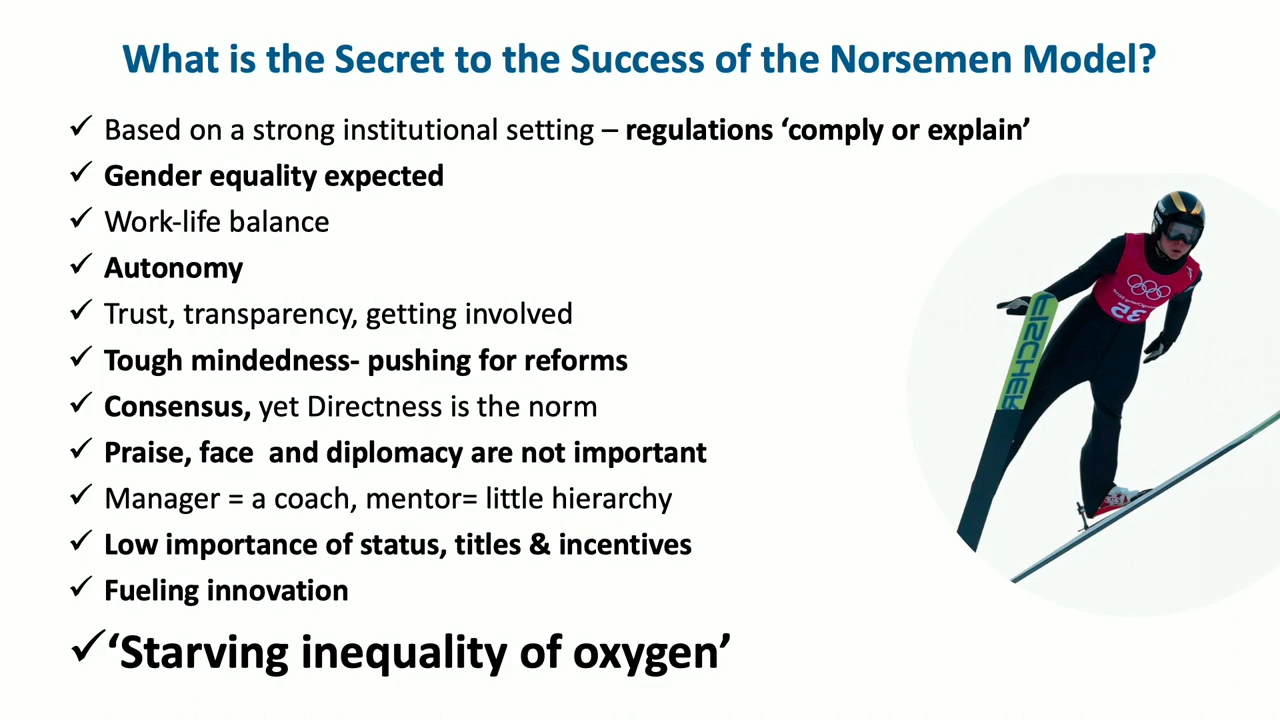 What is the Secret to the Success of the Norsemen Model?
✓ Based on a strong institutional setting – regulations ‘comply or explain’
✓ Gender equality expected
✓ Work-life balance
✓ Autonomy
✓ Trust, transparency, getting involved
✓ Tough mindedness- pushing for reforms
✓ Consensus, yet Directness is the norm
✓ Praise, face  and diplomacy are not important
✓ Manager = a coach, mentor= little hierarchy
✓ Low importance of status, titles & incentives
✓ Fueling innovation
✓ ‘Starving inequality of oxygen’
FISCHER
35